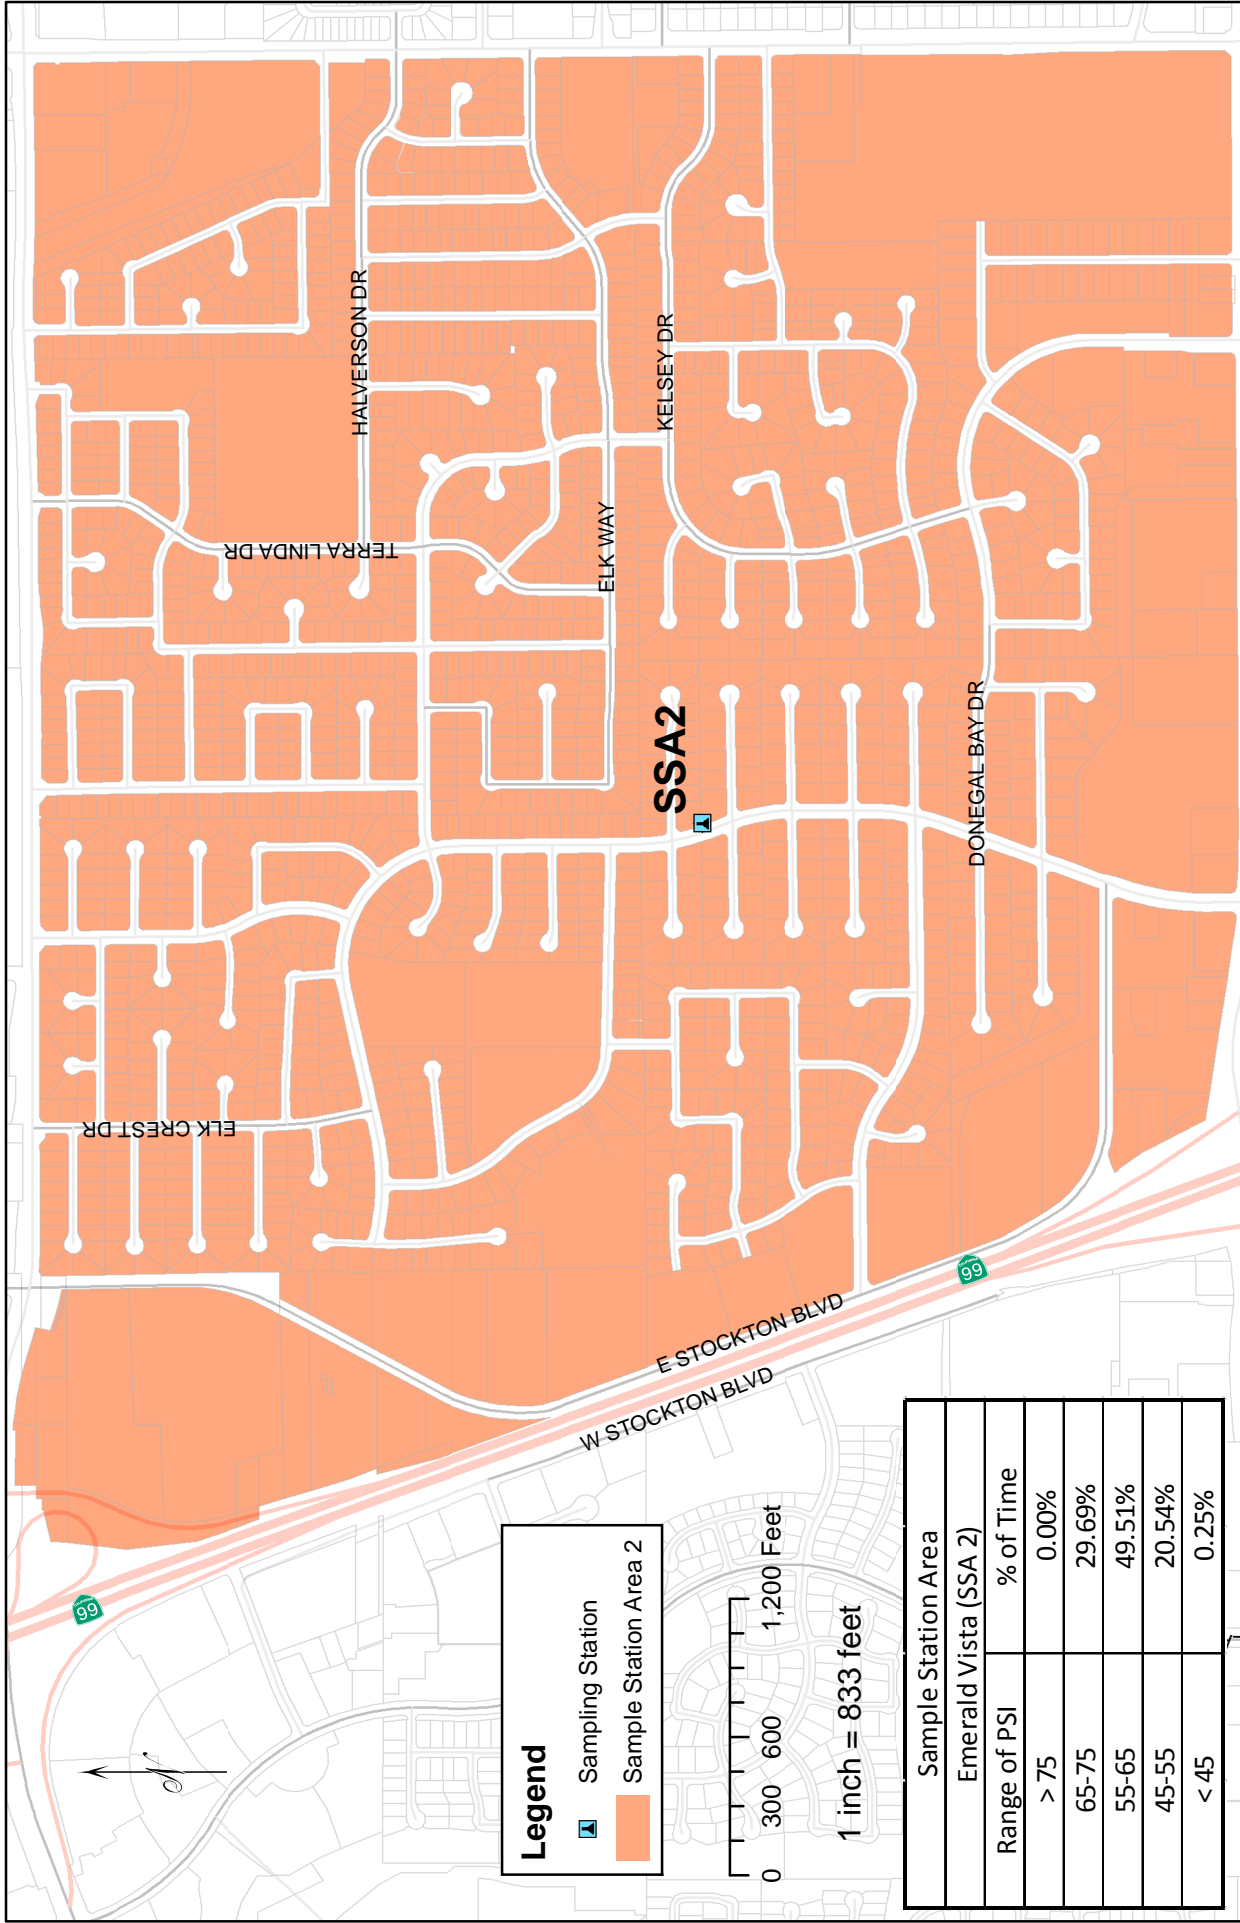 HALVERSON DR
TERRA LINDA DR
ELK CREST DR
ELK WAY
KELSEY DR
SSA2
DONEGAL BAY DR
E STOCKTON BLVD
W STOCKTON BLVD
99
99
N
Legend
Sampling Station
Sample Station Area 2
0 300 600 1,200 Feet
1 inch = 833 feet
Sample Station Area
Emerald Vista (SSA 2)
Range of PSI % of Time
> 75 0.00%
65-75 29.69%
55-65 49.51%
45-55 20.54%
< 45 0.25%